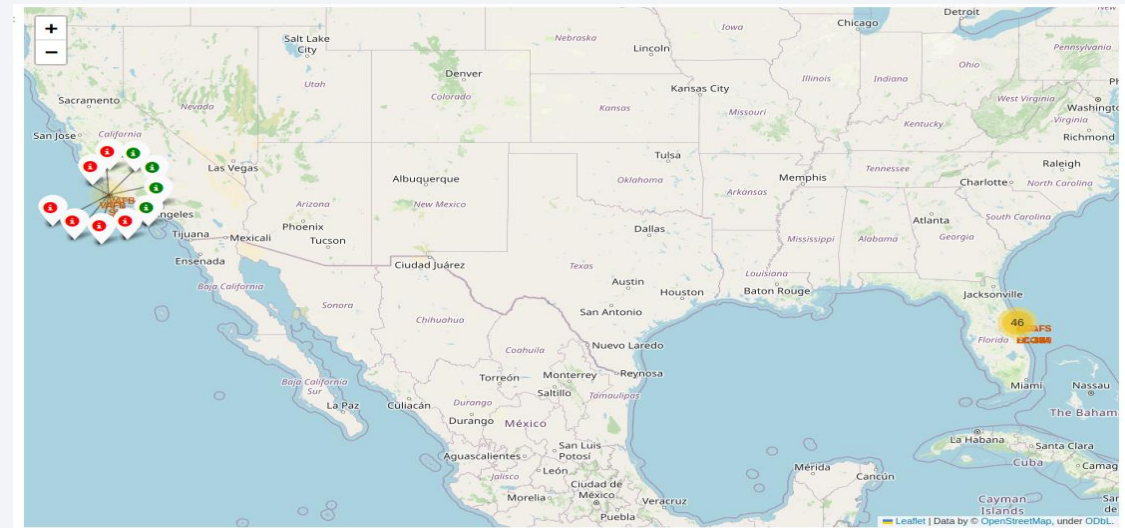 New
Detroit
+
Chicago
Iowa
Salt Lake
City
Nebraska
Lincoln
Pennsylvania
−
Ohio
Denver
Utah
Illinois
Indiana
Kansas City
Colorado
Sacramento
Nevada
Kansas
West Virginia
Missouri
Kentucky
Virginia
San Jose
California
Richmond
Tulsa
Las Vegas
Raleigh
Albuquerque
Oklahoma
Memphis
Tennessee
Charlotte
North Carolina
Arkansas
Arizona
New Mexico
South Carolina
Atlanta
Phoenix
Dallas
Tijuana
Mexicali
Tucson
Mississippi
Alabama
Georgia
Ensenada
Ciudad Juárez
Texas
Louisiana
Austin
Baja California
Houston
Baton Rouge
Jacksonville
Sonora
San Antonio
Chihuahua
46
Florida
Nuevo Laredo
Coahuila
Torreón
Monterrey
Reynosa
Baja California
Sur
Saltillo
Tamaulipas
Miami
Nassau
La Paz
Culiacán
Durango
Durango
México
The Baham
La Habana
Santa Clara
San Luis
Potosí
Aguascalientes
Cuba
Camag
Jalisco
León
Mérida
Cancún
Ciudad de
México
Morelia
Veracruz
Cayman
Islands
Puebla
Leaflet | Data by © OpenStreetMap, under ODbL.